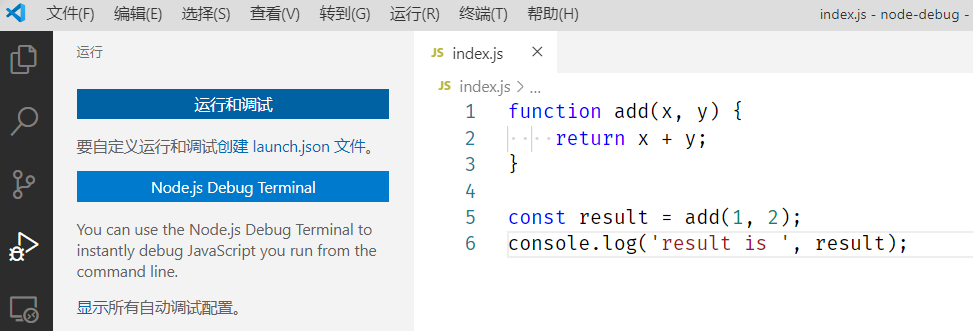 文件(F) 编辑(E) 选择(S) 查看(V) 转到(G) 运行(R) 终端(T) 帮助(H) index.js - node-debug -
运行
运行和调试
要自定义运行和调试创建 launch.json 文件。
Node.js Debug Terminal
You can use the Node.js Debug Terminal to
instantly debug JavaScript you run from the
command line.
显示所有自动调试配置。
JS index.js ×
JS index.js > ...
1 function add(x, y) {
2     return x + y;
3 }
4
5 const result = add(1, 2);
6 console.log('result is ', result);